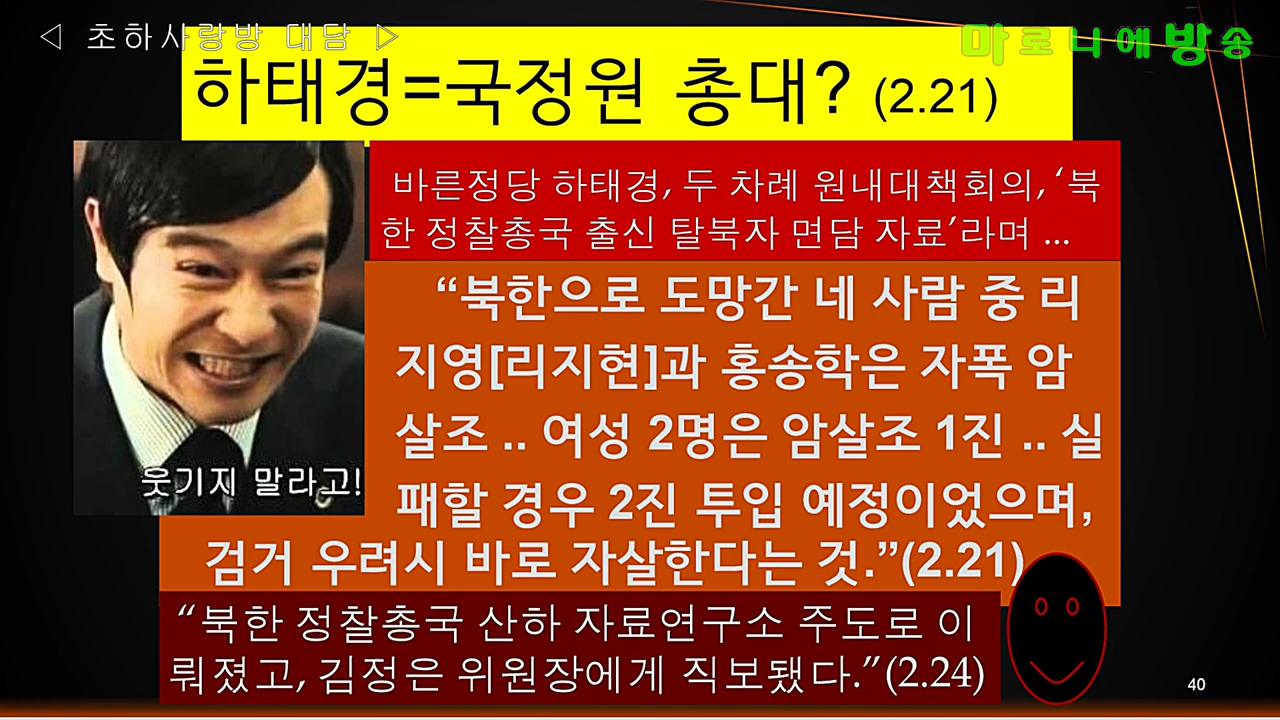 ◁ 초하사랑방 대담 ▷
마로니에방송
하태경=국정원 총대? (2.21)
바른정당 하태경, 두 차례 원내대책회의, ‘북
한 정찰총국 출신 탈북자 면담 자료’라며 ...
“북한으로 도망간 네 사람 중 리
지영[리지현]과 홍송학은 자폭 암
살조 .. 여성 2명은 암살조 1진 .. 실
패할 경우 2진 투입 예정이었으며,
검거 우려시 바로 자살한다는 것.”(2.21)
웃기지 말라고!
“북한 정찰총국 산하 자료연구소 주도로 이
뤄졌고, 김정은 위원장에게 직보됐다.”(2.24)
40